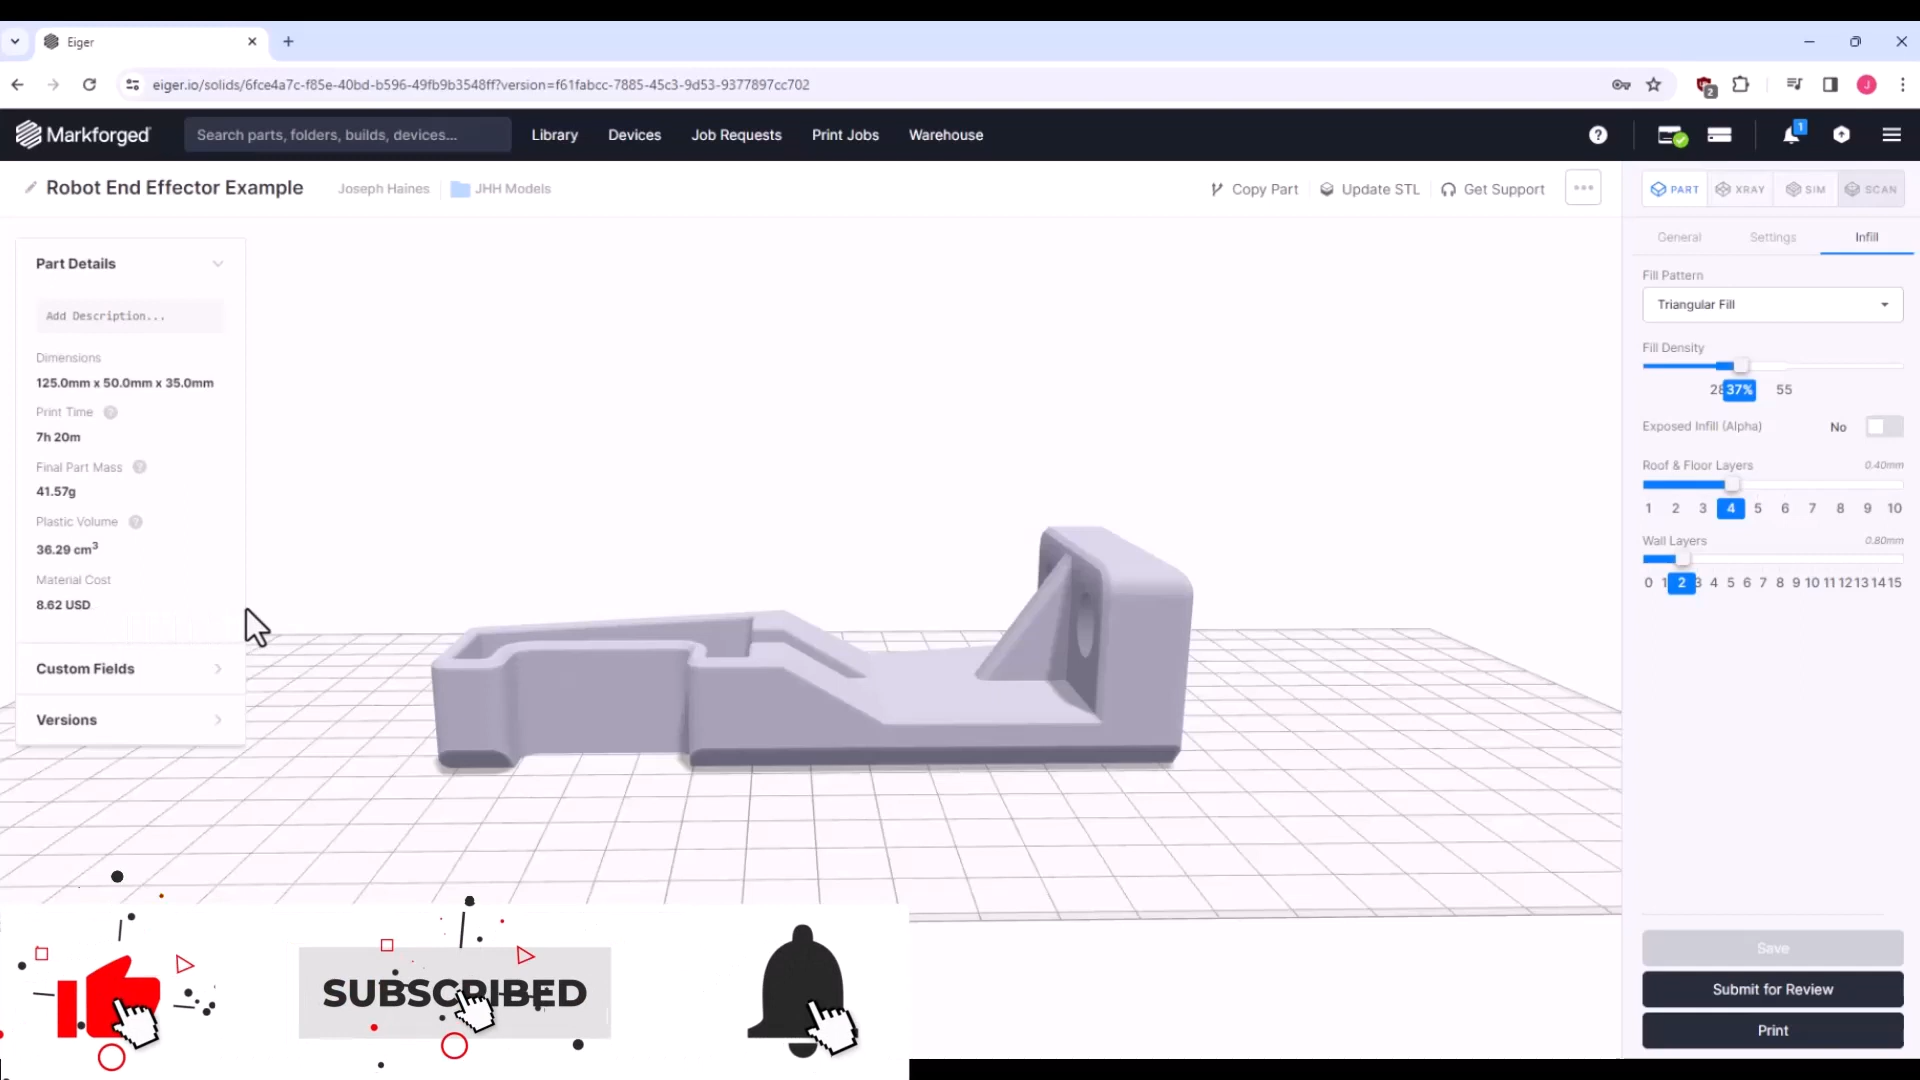 Eiger
eiger.io/solids/6fce4a7c-f85e-40bd-b596-49fb9b3548ff?version=f61fabcc-7885-45c3-9d53-9377897cc702
2
J
Markforged
Search parts, folders, builds, devices...
Library
Devices
Job Requests
Print Jobs
Warehouse
1
Robot End Effector Example
Joseph Haines
JHH Models
Copy Part
Update STL
Get Support
PART
XRAY
SIM
SCAN
Part Details
Add Description...
Dimensions
125.0mm x 50.0mm x 35.0mm
Print Time
7h 20m
Final Part Mass
41.57g
Plastic Volume
36.29 cm3
Material Cost
8.62 USD
Custom Fields
Versions
General
Settings
Infill
Fill Pattern
Triangular Fill
Fill Density
28 37% 55
Exposed Infill (Alpha) No
Roof & Floor Layers 0.40mm
1 2 3 4 5 6 7 8 9 10
Wall Layers 0.80mm
0 1 2 3 4 5 6 7 8 9 10 11 12 13 14 15
Save
Submit for Review
Print
SUBSCRIBED